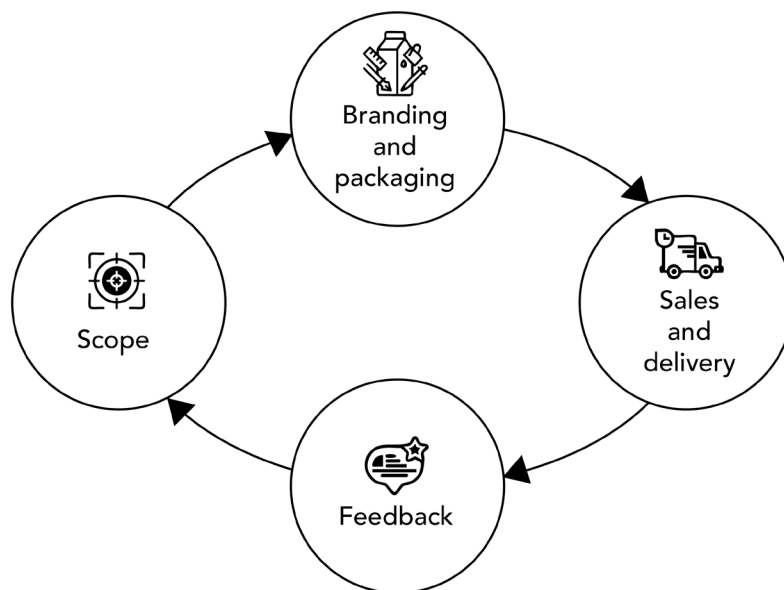 Branding
and
packaging
Sales
and
delivery
Feedback
Scope